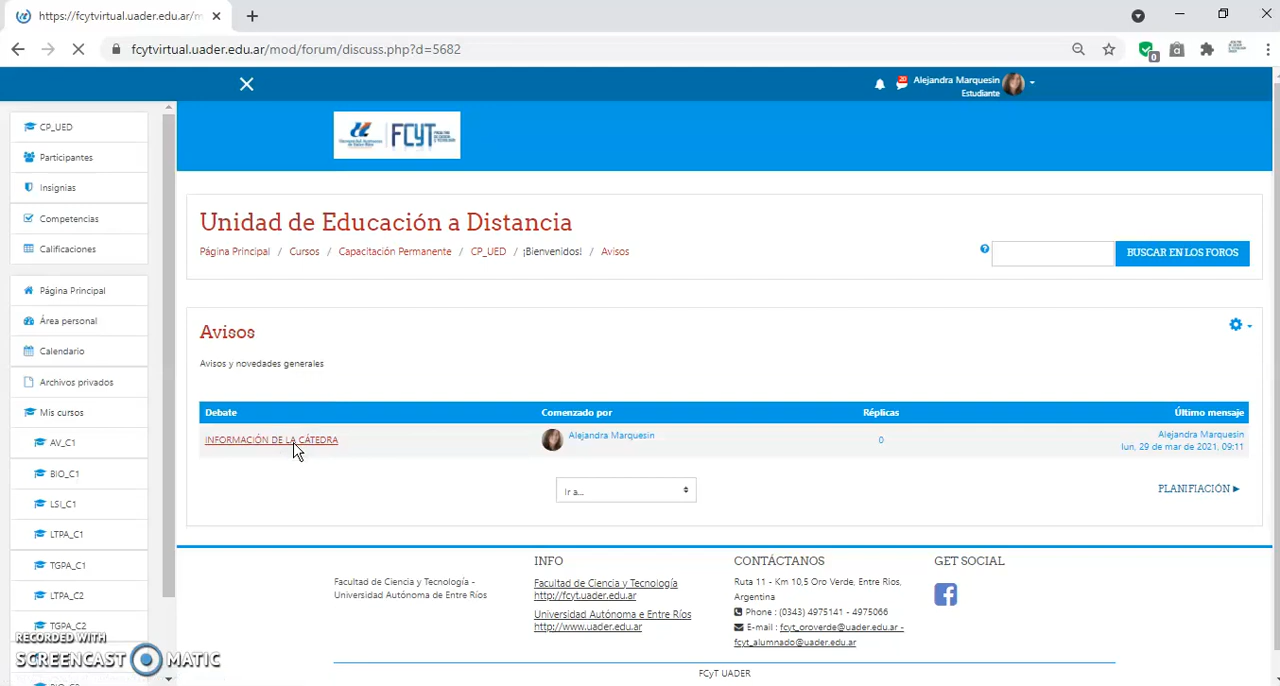 https://fcytvirtual.uader.edu.ar/m
fcytvirtual.uader.edu.ar/mod/forum/discuss.php?d=5682
0
20
Alejandra Marquesin
Estudiante
CP_UED
Participantes
Insignias
Competencias
Calificaciones
Página Principal
Área personal
Calendario
Archivos privados
Mis cursos
AV_C1
BIO_C1
LSI_C1
LTPA_C1
TGPA_C1
LTPA_C2
TGPA_C2
FCyT
Unidad de Educación a Distancia
Página Principal / Cursos / Capacitación Permanente / CP_UED / ¡Bienvenidos! / Avisos
BUSCAR EN LOS FOROS
Avisos
Avisos y novedades generales
Debate Comenzado por Réplicas Último mensaje
INFORMACIÓN DE LA CÁTEDRA Alejandra Marquesin 0 Alejandra Marquesin
lun, 29 de mar de 2021, 09:11
Ir a...
PLANIFIACIÓN ►
Facultad de Ciencia y Tecnología -
Universidad Autónoma de Entre Ríos
INFO
Facultad de Ciencia y Tecnología
http://fcyt.uader.edu.ar
Universidad Autónoma e Entre Ríos
http://www.uader.edu.ar
CONTÁCTANOS
Ruta 11 - Km 10,5 Oro Verde, Entre Ríos,
Argentina
Phone : (0343) 4975141 - 4975066
E-mail : fcyt_oroverde@uader.edu.ar -
fcyt_alumnado@uader.edu.ar
GET SOCIAL
FCyT UADER
RECORDED WITH
SCREENCAST MATIC